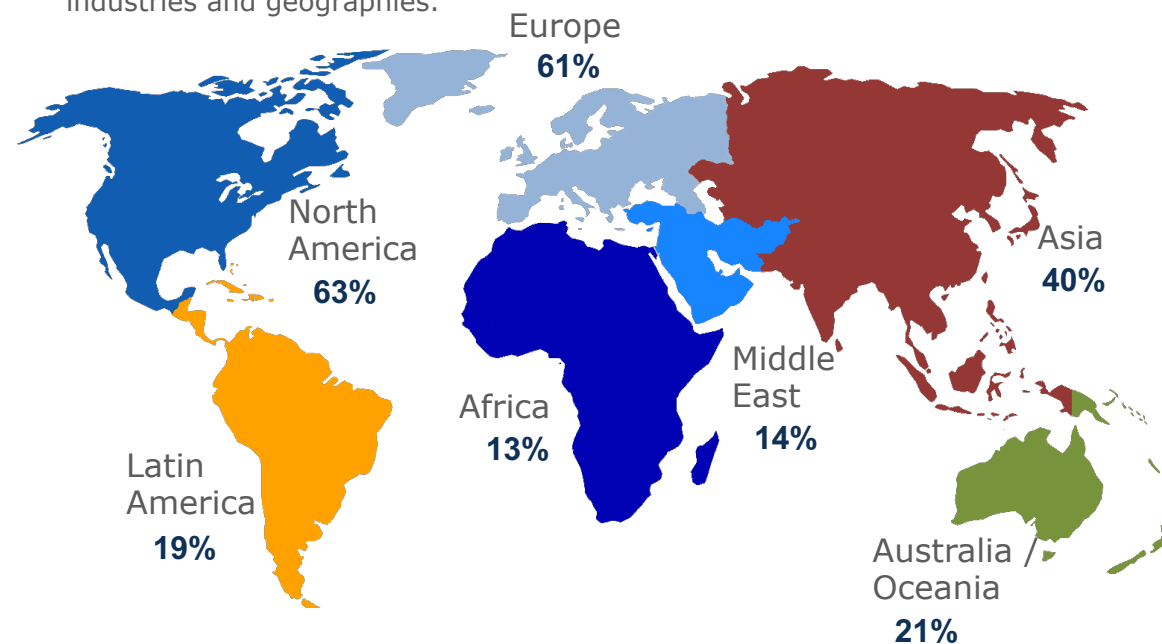 industries and geographies.
Europe
61%
North
America
63%
Asia
40%
Middle
East
14%
Africa
13%
Latin
America
19%
Australia /
Oceania
21%